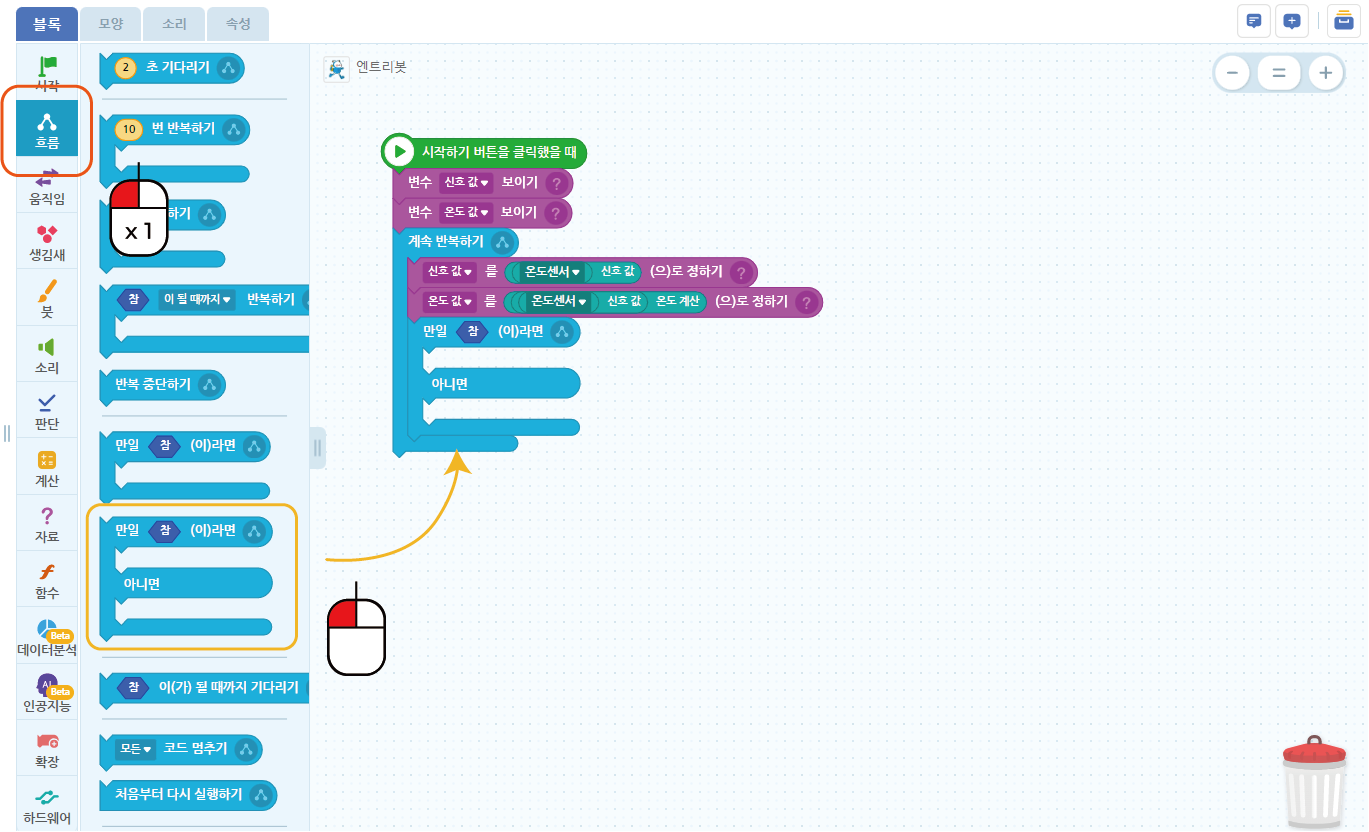 블록 모양 소리 속성
시작
흐름
움직임
생김새
붓
소리
판단
계산
자료
함수
Beta
데이터분석
AI
Beta
인공지능
확장
하드웨어
2 초 기다리기
10 번 반복하기
하기
x 1
참 이 될 때까지 ▼ 반복하기
반복 중단하기
만일 참 (이)라면
만일 참 (이)라면
아니면
참 이(가) 될 때까지 기다리기
모든 ▼ 코드 멈추기
처음부터 다시 실행하기
엔트리봇
시작하기 버튼을 클릭했을 때
변수 신호 값 ▼ 보이기 ?
변수 온도 값 ▼ 보이기 ?
계속 반복하기
신호 값 ▼ 를 온도센서 ▼ 신호 값 (으)로 정하기 ?
온도 값 ▼ 를 온도센서 ▼ 신호 값 온도 계산 (으)로 정하기 ?
만일 참 (이)라면
아니면